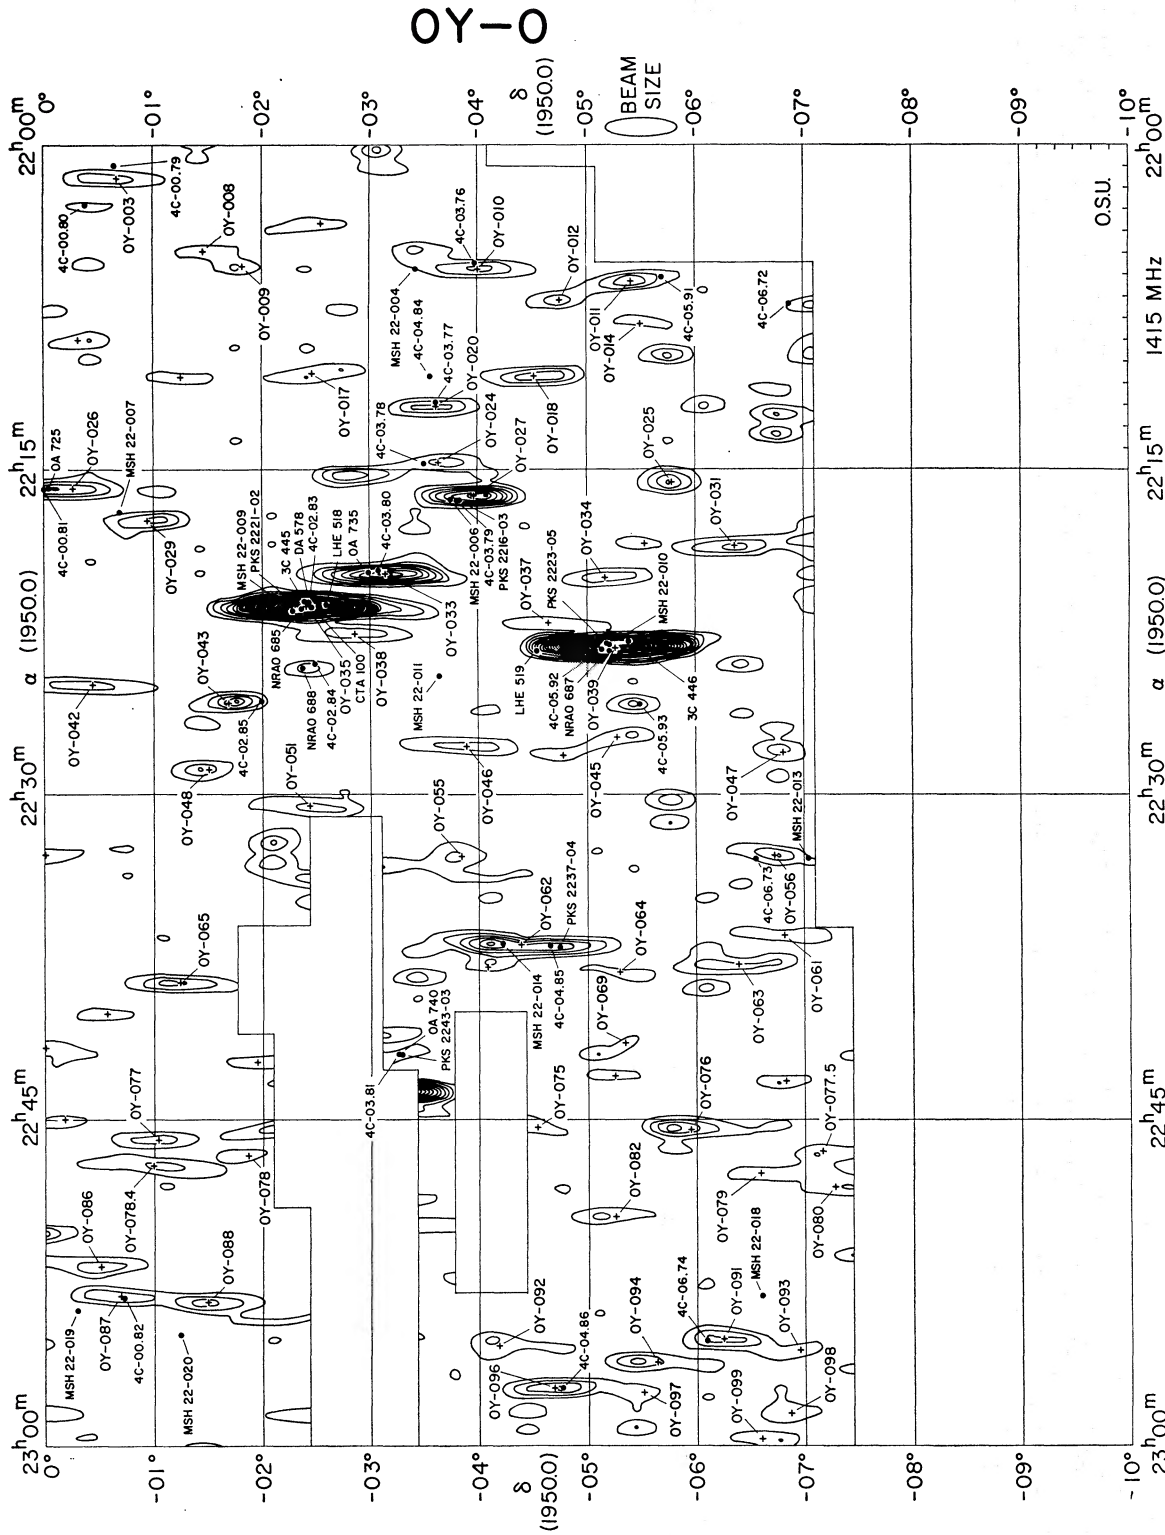 OY–O
22ʰ00ᵐ
0°
-01°
-02°
-03°
-04°
δ
(1950.0)
-05°
BEAM
SIZE
-06°
-07°
-08°
-09°
-10°
22ʰ00ᵐ
4C-00.80
OY-003
4C-00.79
OY-008
OY-009
4C-03.76
OY-010
MSH 22-004
OY-012
OY-011
OY-014
4C-05.91
4C-06.72
O.S.U.
1415 MHz
4C-04.84
4C-03.77
OY-020
OY-017
OY-018
4C-03.78
OY-024
OY-027
OY-025
22ʰ15ᵐ
22ʰ15ᵐ
OA 725
OY-026
MSH 22-007
4C-00.81
OY-029
MSH 22-009
PKS 2221-02
3C 445
DA 578
4C-02.83
LHE 518
OA 735
4C-03.80
MSH 22-006
4C-03.79
PKS 2216-03
OY-034
OY-031
OY-037
PKS 2223-05
MSH 22-010
OY-033
α (1950.0)
α (1950.0)
OY-043
NRAO 685
NRAO 688
4C-02.84
OY-035
CTA 100
OY-038
MSH 22-011
LHE 519
4C-05.92
NRAO 687
OY-039
3C 446
OY-042
4C-02.85
4C-05.93
OY-048
OY-051
OY-046
OY-045
OY-047
22ʰ30ᵐ
22ʰ30ᵐ
OY-055
MSH 22-013
4C-06.73
OY-056
OY-065
OY-062
PKS 2237-04
OY-064
MSH 22-014
4C-04.85
OY-069
OY-063
OY-061
OA 740
PKS 2243-03
4C-03.81
22ʰ45ᵐ
22ʰ45ᵐ
OY-077
OY-075
OY-076
OY-077.5
OY-086
OY-078.4
OY-078
OY-082
OY-079
OY-080
OY-088
MSH 22-019
OY-087
4C-00.82
MSH 22-020
OY-092
OY-094
4C-06.74
OY-091
MSH 22-018
OY-093
OY-096
4C-04.86
OY-097
OY-099
OY-098
23ʰ00ᵐ
23ʰ00ᵐ
0°
-01°
-02°
-03°
-04°
δ
(1950.0)
-05°
-06°
-07°
-08°
-09°
-10°